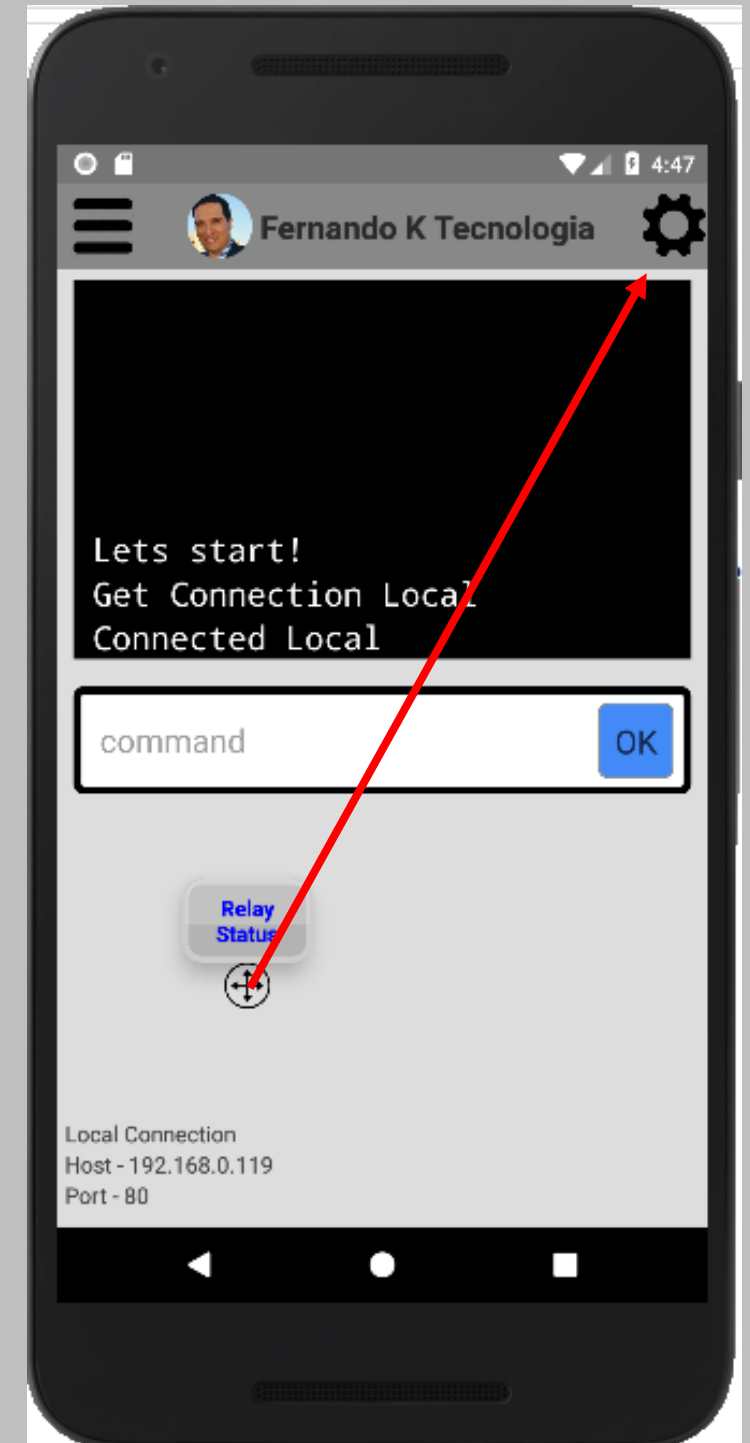 4:47
Fernando K Tecnologia
Lets start!
Get Connection Local
Connected Local
command
OK
Relay
Status
Local Connection
Host - 192.168.0.119
Port - 80